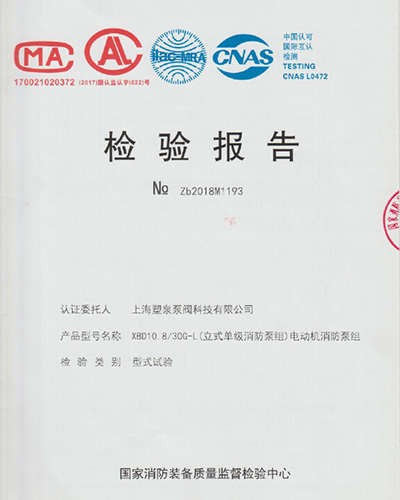 MA
170021020372
CAL
(2017)国认监认字(022)号
ilac-MRA
CNAS
中国认可
国际互认
检测
TESTING
CNAS L0472
检验报告
№ Zb2018M1193
认证委托人 上海塑泉泵阀科技有限公司
产品型号名称 XBD10.8/30G-L(立式单级消防泵组)电动机消防泵组
检验类别 型式试验
国家消防装备质量监督检验中心